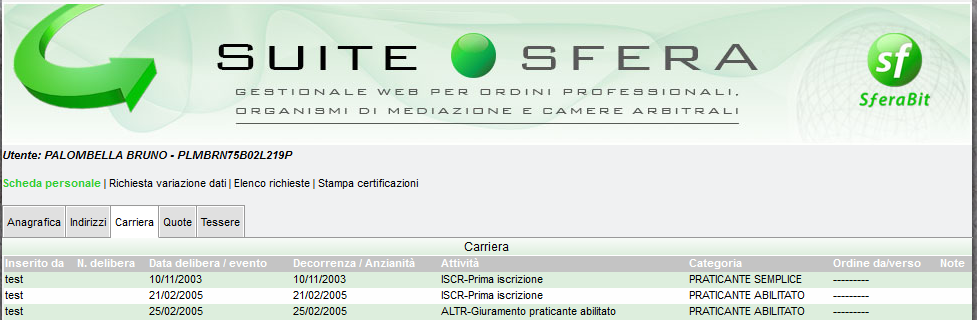 SUITE SFERA
GESTIONALE WEB PER ORDINI PROFESSIONALI,
ORGANISMI DI MEDIAZIONE E CAMERE ARBITRALI
sf
SferaBit
Utente: PALOMBELLA BRUNO - PLMBRN75B02L219P
Scheda personale | Richiesta variazione dati | Elenco richieste | Stampa certificazioni
Anagrafica Indirizzi Carriera Quote Tessere
Carriera
Inserito da N. delibera Data delibera / evento Decorrenza / Anzianità Attività Categoria Ordine da/verso Note
test 10/11/2003 10/11/2003 ISCR-Prima iscrizione PRATICANTE SEMPLICE ---------
test 21/02/2005 21/02/2005 ISCR-Prima iscrizione PRATICANTE ABILITATO ---------
test 25/02/2005 25/02/2005 ALTR-Giuramento praticante abilitato PRATICANTE ABILITATO ---------